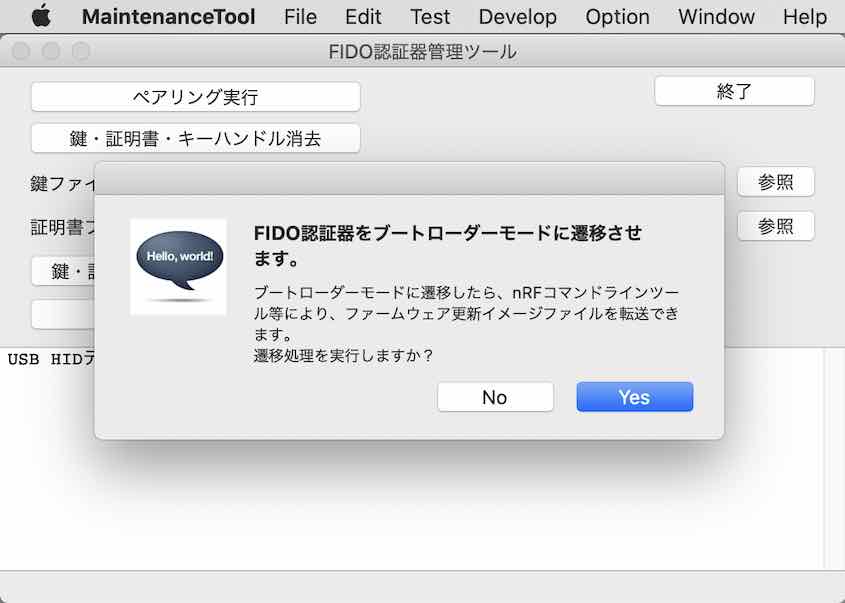 MaintenanceTool File Edit Test Develop Option Window Help
FIDO認証器管理ツール
ペアリング実行
終了
鍵・証明書・キーハンドル消去
鍵ファイ
参照
証明書フ
参照
鍵・証
USB HIDデ
FIDO認証器をブートローダーモードに遷移させ
ます。
Hello, world!
ブートローダーモードに遷移したら、nRFコマンドラインツー
ル等により、ファームウェア更新イメージファイルを転送でき
ます。
遷移処理を実行しますか？
No
Yes